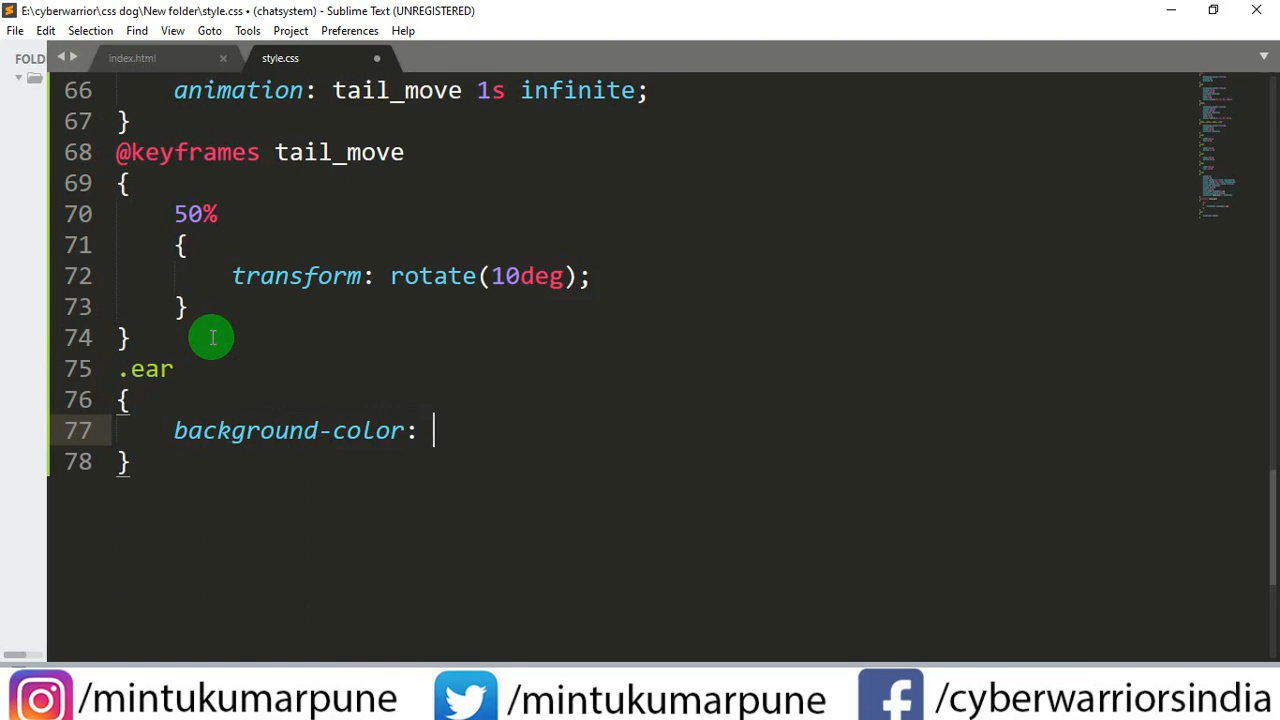 E:\cyberwarrior\css dog\New folder\style.css • (chatsystem) - Sublime Text (UNREGISTERED)
File Edit Selection Find View Goto Tools Project Preferences Help
FOLD
index.html
style.css
66 animation: tail_move 1s infinite;
67 }
68 @keyframes tail_move
69 {
70 50%
71 {
72 transform: rotate(10deg);
73 }
74 }
75 .ear
76 {
77 background-color:
78 }
/mintukumarpune /mintukumarpune /cyberwarriorsindia